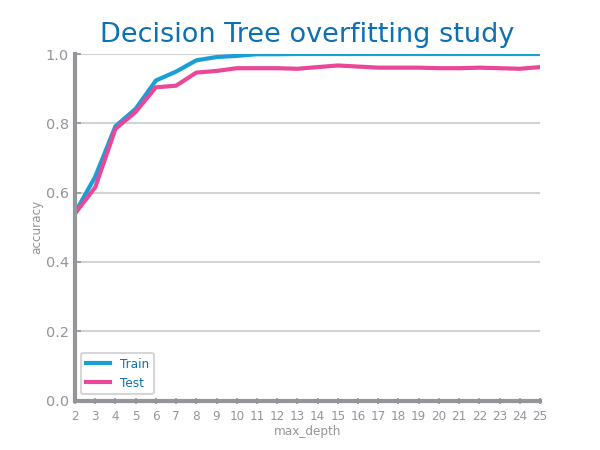 Decision Tree overfitting study
1.0
0.8
0.6
0.4
0.2
0.0
accuracy
Train
Test
2 3 4 5 6 7 8 9 10 11 12 13 14 15 16 17 18 19 20 21 22 23 24 25
max_depth